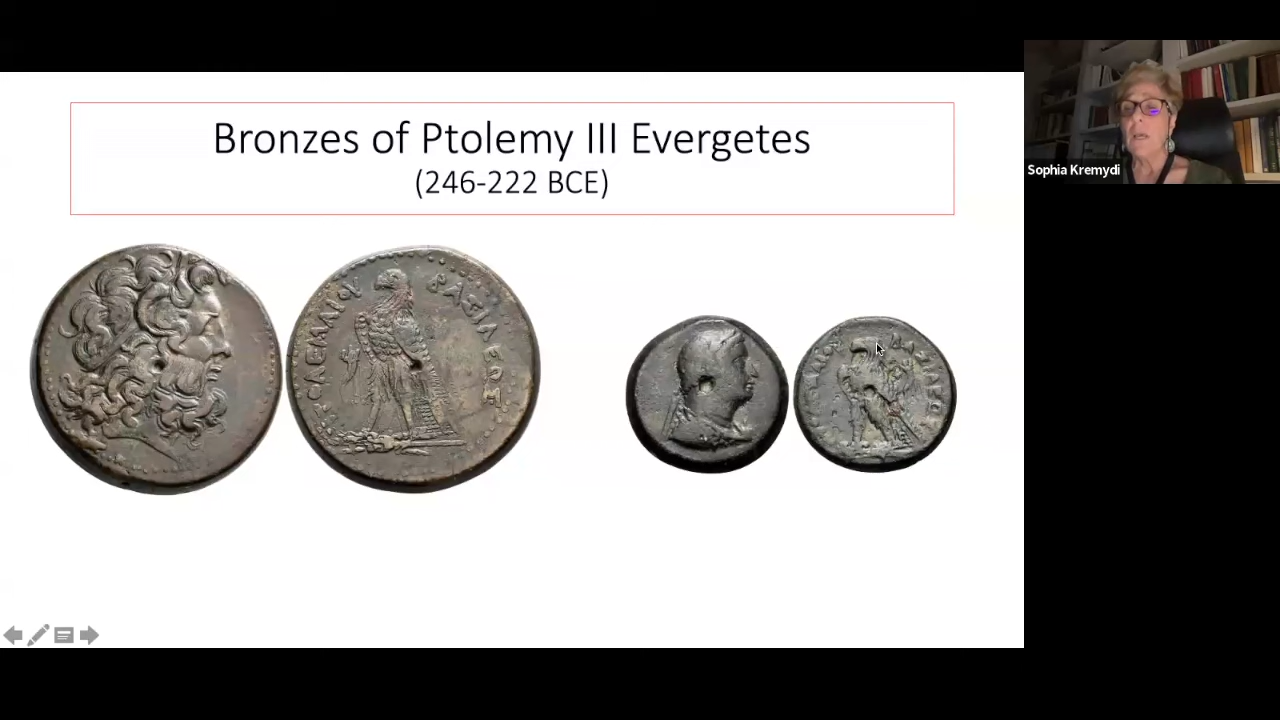 Bronzes of Ptolemy III Evergetes
(246-222 BCE)
Sophia Kremydi
ΠΤΟΛΕΜΑΙΟΥ ΒΑΣΙΛΕΩΣ